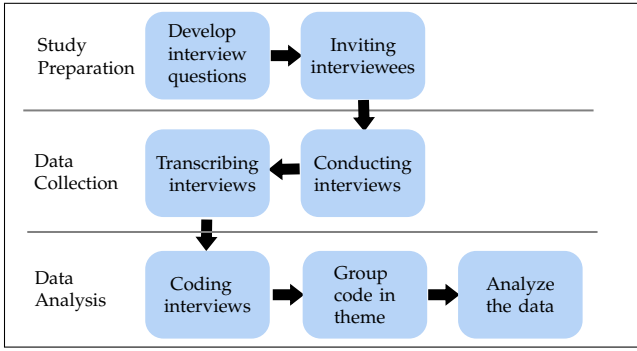 Study
Preparation
Develop
interview
questions
Inviting
interviewees
Data
Collection
Transcribing
interviews
Conducting
interviews
Data
Analysis
Coding
interviews
Group
code in
theme
Analyze
the data